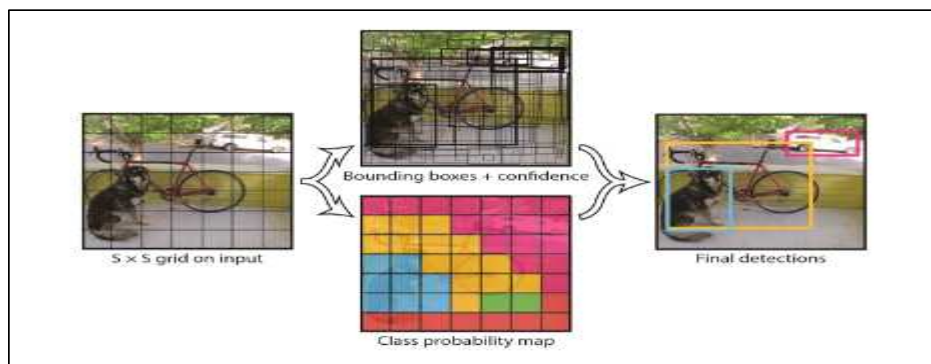 Bounding boxes + confidence
S × S grid on input
Final detections
Class probability map